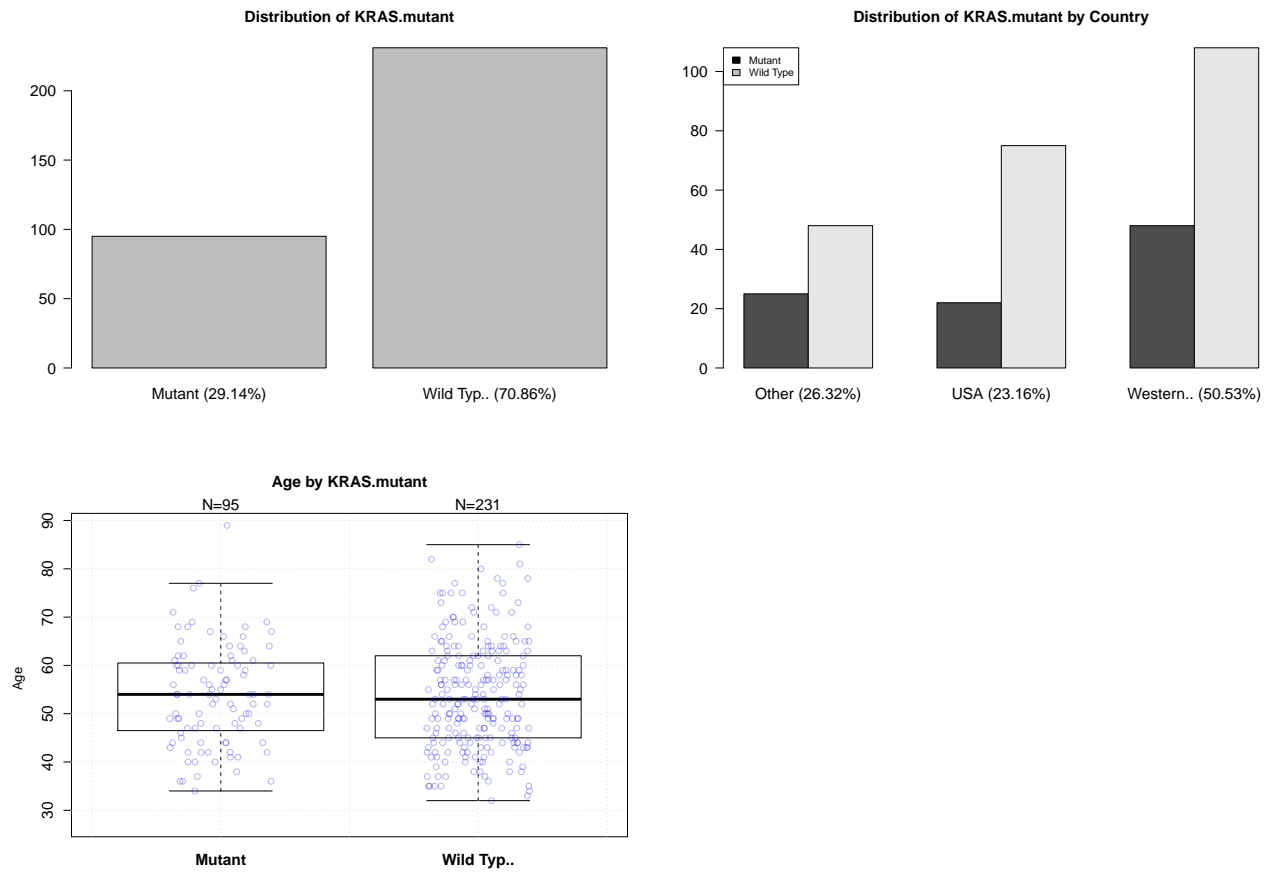 Distribution of KRAS.mutant
200
150
100
50
0
Mutant (29.14%)
Wild Typ.. (70.86%)
Distribution of KRAS.mutant by Country
Mutant
Wild Type
100
80
60
40
20
0
Other (26.32%)
USA (23.16%)
Western.. (50.53%)
Age by KRAS.mutant
N=95
N=231
Age
90
80
70
60
50
40
30
Mutant
Wild Typ..